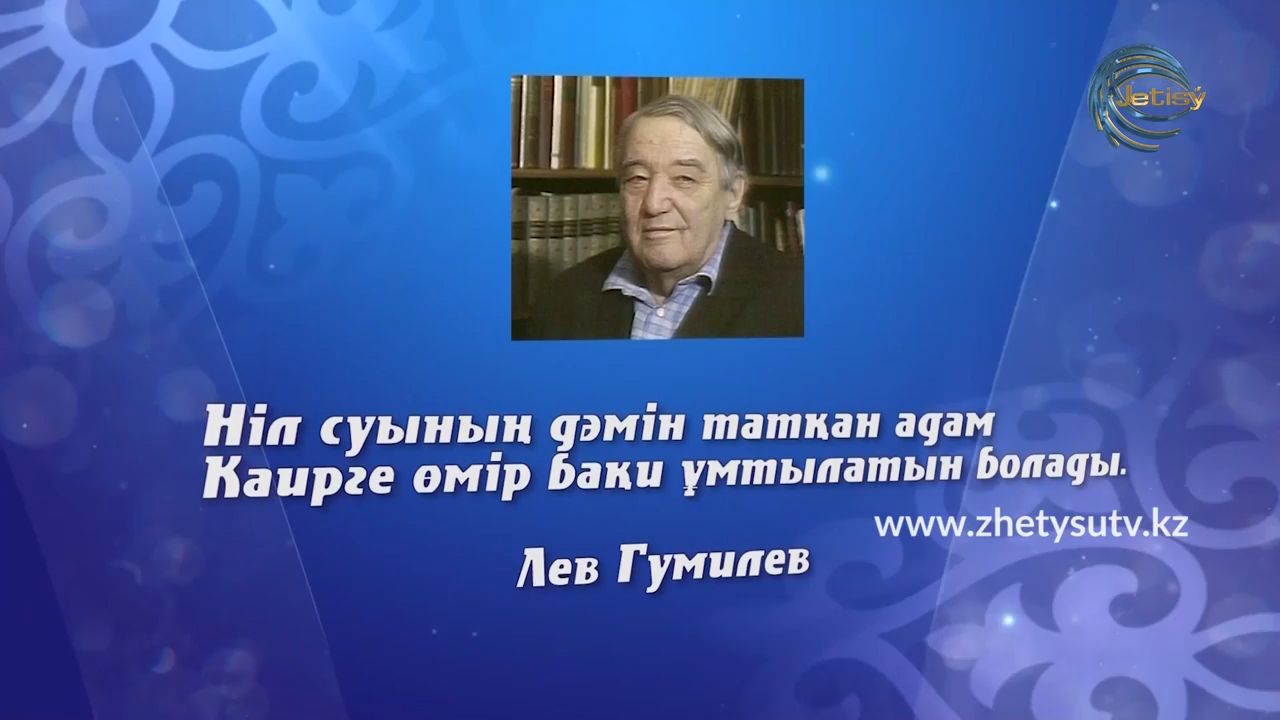 Jetisý
Ніл суының дәмін татқан адам
Каирге өмір бақи ұмтылатын болады.
www.zhetysutv.kz
Лев Гумилев